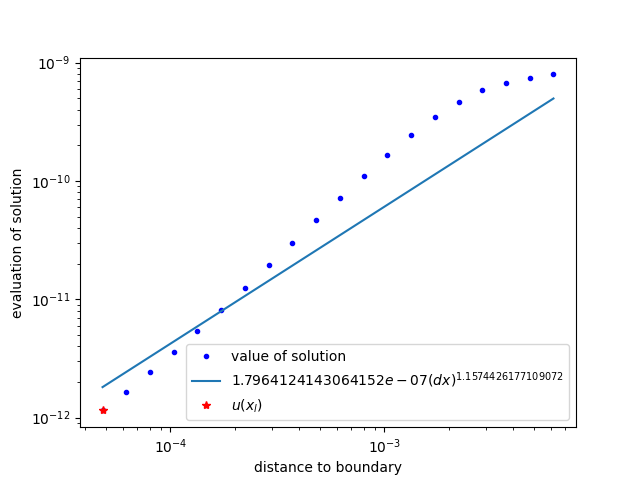 10^{-9}
10^{-10}
10^{-11}
10^{-12}
evaluation of solution
value of solution
1.7964124143064152e − 07(dx)^{1.1574426177109072}
u(x_l)
10^{-4}
10^{-3}
distance to boundary